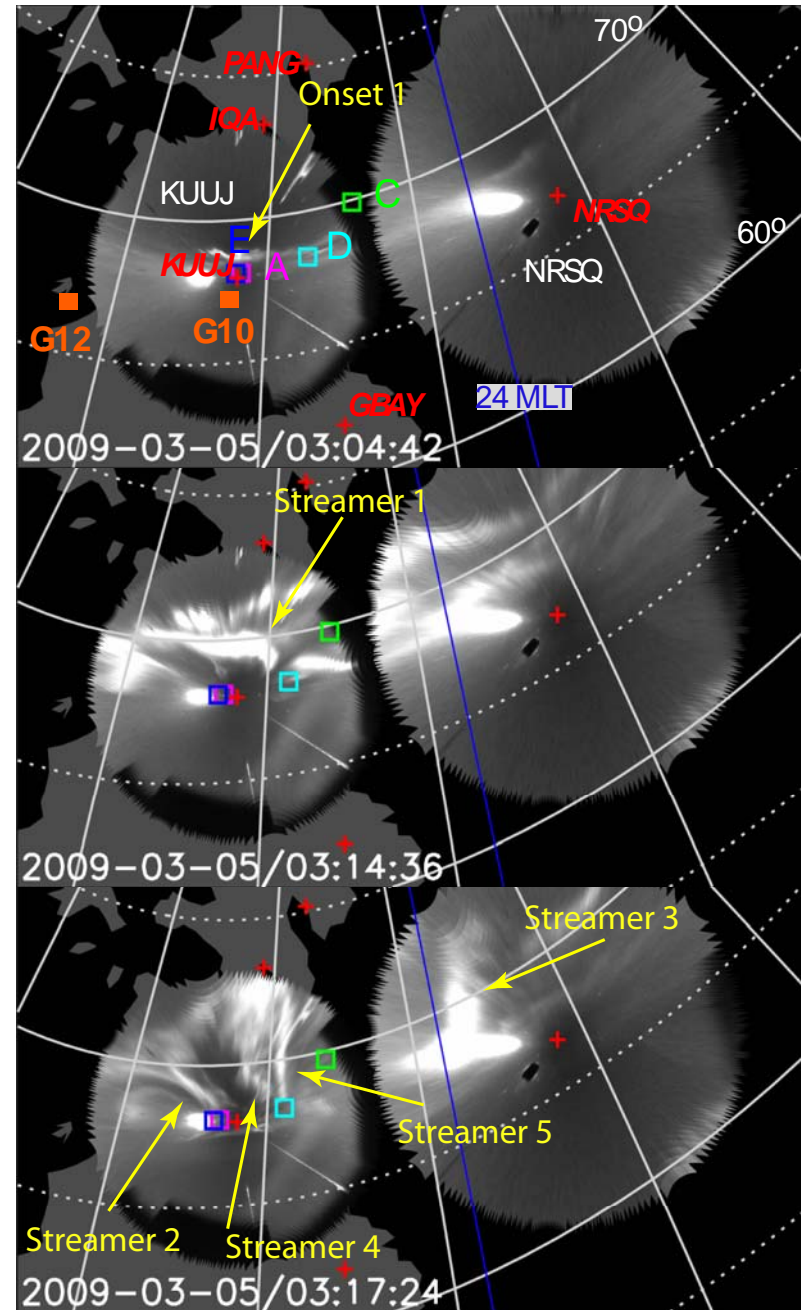 70º
PANG
Onset 1
IQA
KUUJ
C
NRSQ
E
D
60º
KUUJ
A
NRSQ
G12
G10
24 MLT
GBAY
2009-03-05/03:04:42
Streamer 1
2009-03-05/03:14:36
Streamer 3
Streamer 5
Streamer 2
Streamer 4
2009-03-05/03:17:24